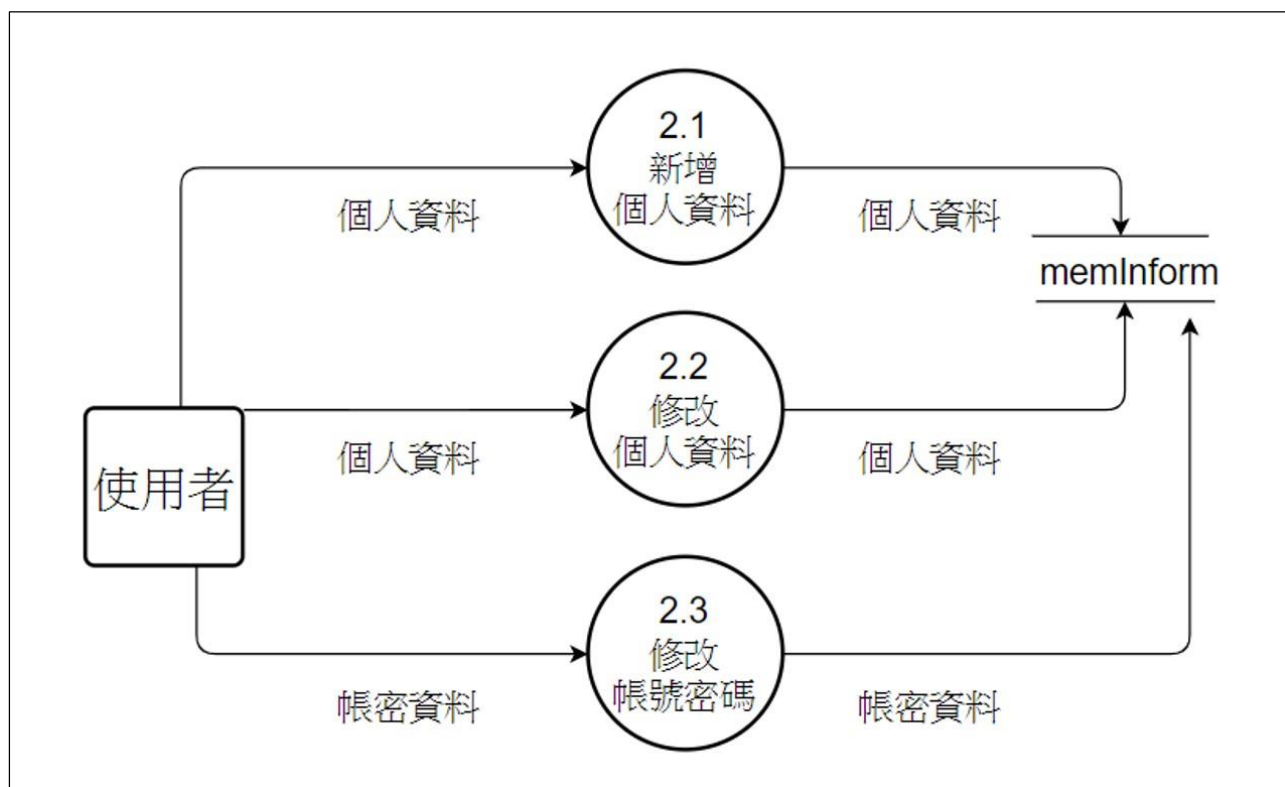 2.1
新增
個人資料
個人資料
個人資料
memInform
2.2
修改
個人資料
個人資料
個人資料
使用者
2.3
修改
帳號密碼
帳密資料
帳密資料